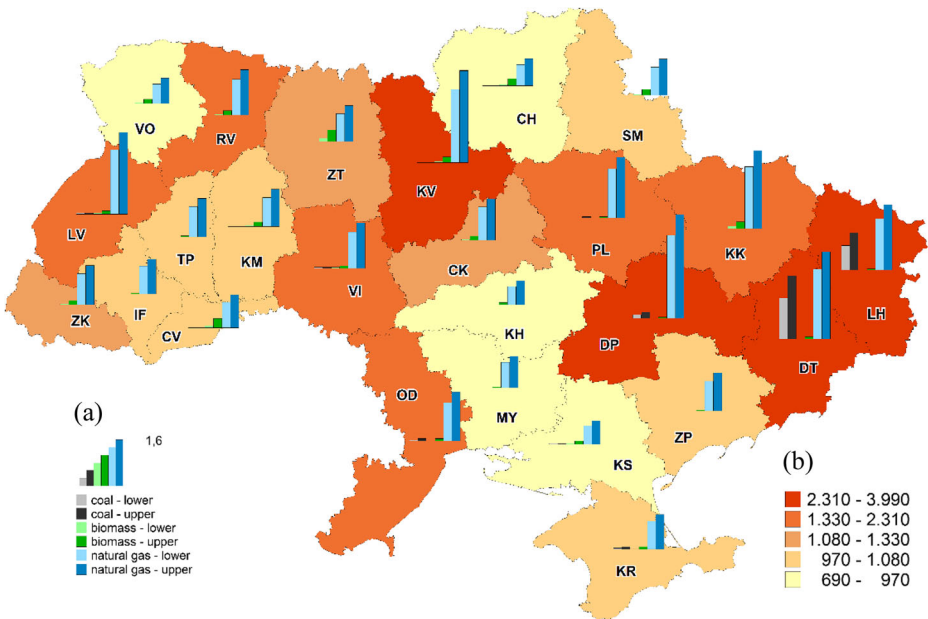 VO
RV
ZT
CH
SM
KV
LV
TP
KM
VI
CK
PL
KK
LH
ZK
IF
CV
KH
DP
DT
OD
MY
ZP
KS
KR
(a)
1,6
coal - lower
coal - upper
biomass - lower
biomass - upper
natural gas - lower
natural gas - upper
(b)
2.310 - 3.990
1.330 - 2.310
1.080 - 1.330
970 - 1.080
690 - 970